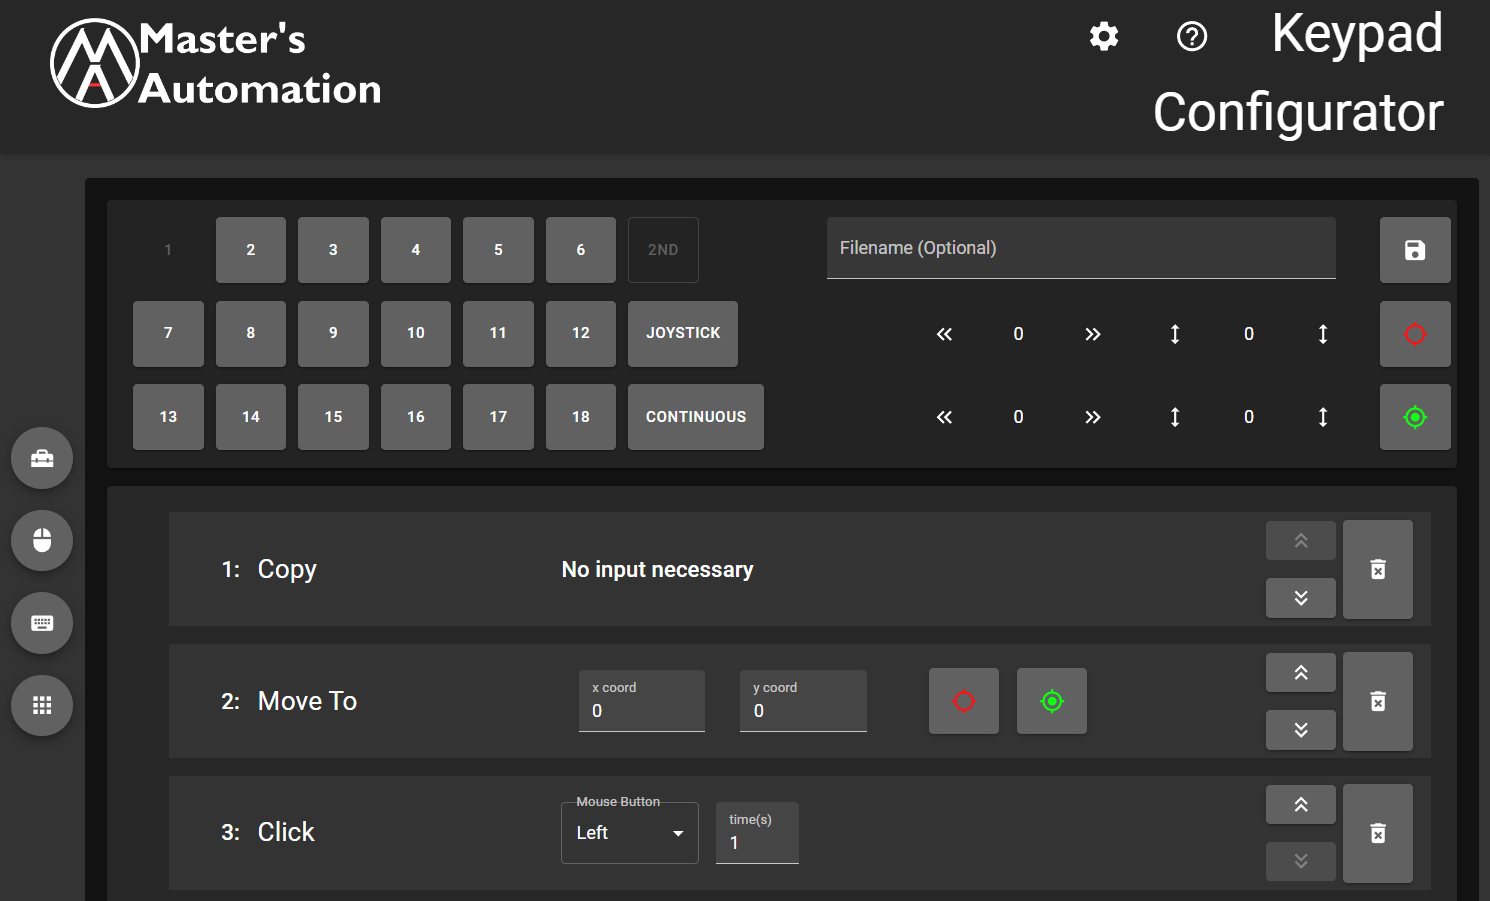 Master's
Automation
Keypad
Configurator
1 2 3 4 5 6 2ND
Filename (Optional)
7 8 9 10 11 12 JOYSTICK
0 0
13 14 15 16 17 18 CONTINUOUS
0 0
1: Copy No input necessary
2: Move To
x coord
0
y coord
0
3: Click
Mouse Button
Left
time(s)
1